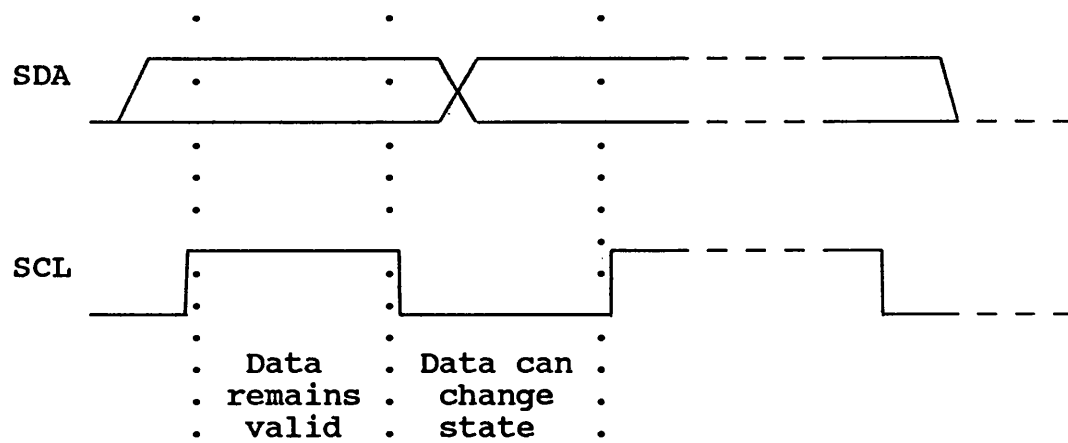 SDA
SCL
Data
remains
valid
Data can
change
state